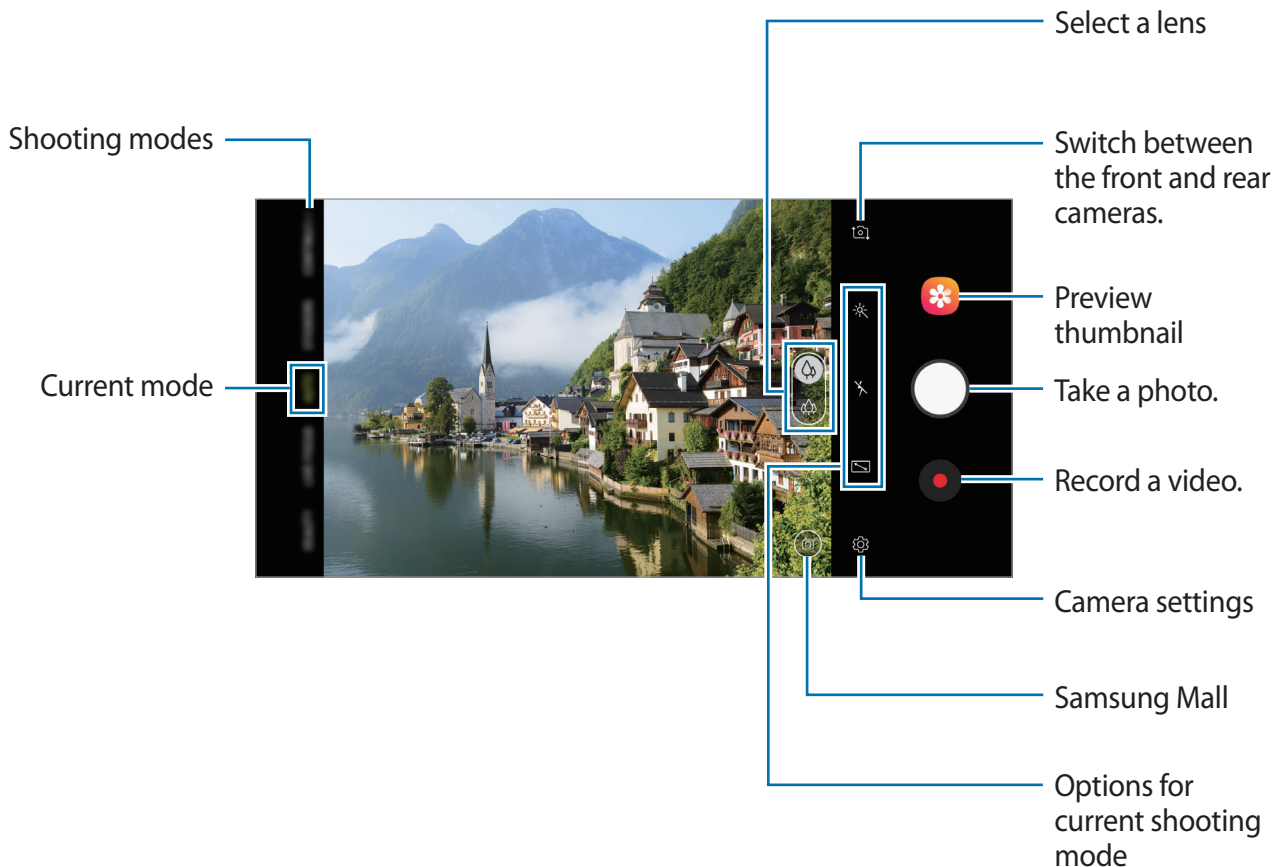 Select a lens
Shooting modes
Switch between
the front and rear
cameras.
Preview
thumbnail
Current mode
Take a photo.
Record a video.
Camera settings
Samsung Mall
Options for
current shooting
mode